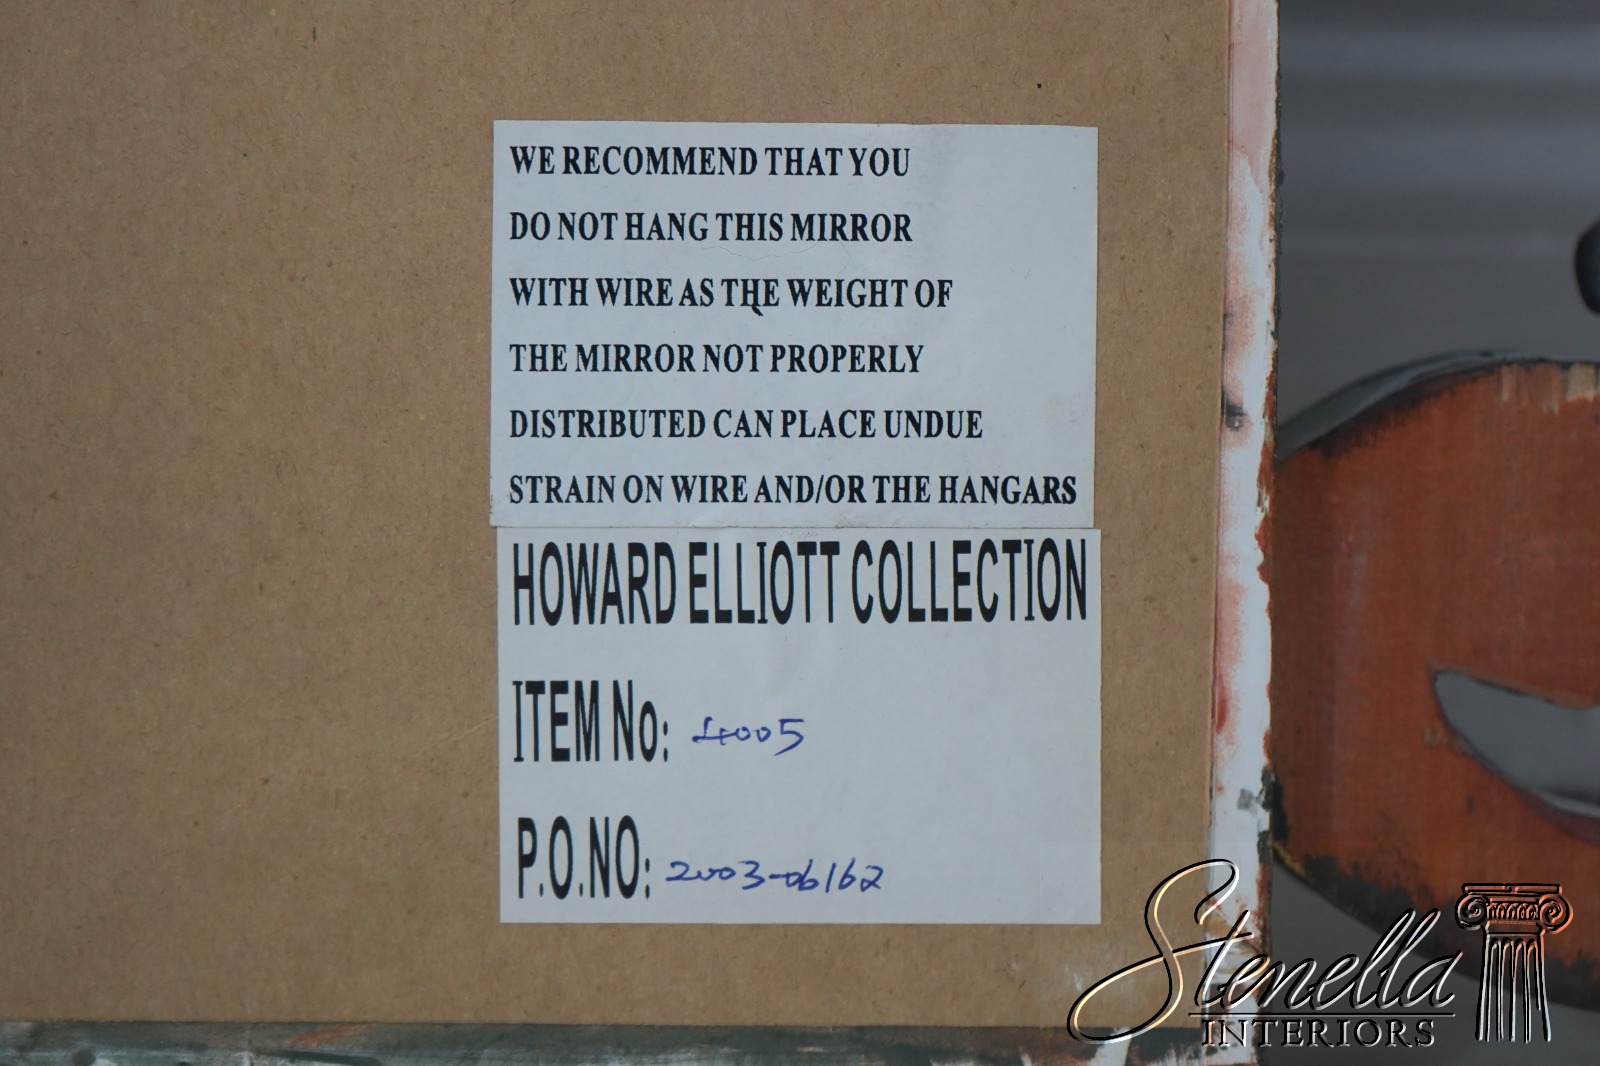 WE RECOMMEND THAT YOU
DO NOT HANG THIS MIRROR
WITH WIRE AS THE WEIGHT OF
THE MIRROR NOT PROPERLY
DISTRIBUTED CAN PLACE UNDUE
STRAIN ON WIRE AND/OR THE HANGARS
HOWARD ELLIOTT COLLECTION
ITEM No: 4005
P.O.NO: 2003-06162
Stenella
INTERIORS